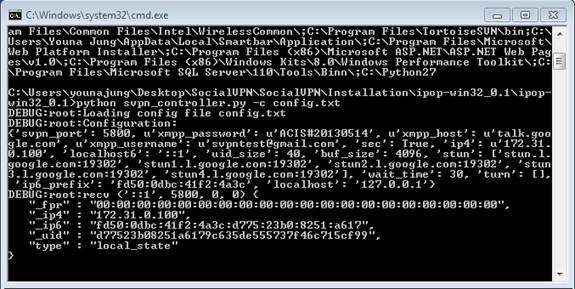 C:\Windows\system32\cmd.exe
am Files\Common Files\Intel\WirelessCommon\;C:\Program Files\TortoiseSVN\bin;C:\
Users\Youna Jung\AppData\Local\Smartbar\Application\;C:\Program Files\Microsoft
Web Platform Installer\;C:\Program Files (x86)\Microsoft ASP.NET\ASP.NET Web Pag
es\v1.0\;C:\Program Files (x86)\Windows Kits\8.0\Windows Performance Toolkit\;C:
\Program Files\Microsoft SQL Server\110\Tools\Binn\;C:\Python27
C:\Users\younajung\Desktop\SocialVPN\SocialVPN\Installation\ipop-win32_0.1\ipop-
win32_0.1>python svpn_controller.py -c config.txt
DEBUG:root:Loading config file config.txt
DEBUG:root:Configuration:
{'svpn_port': 5800, u'xmpp_password': u'ACIS#20130514', u'xmpp_host': u'talk.goo
gle.com', u'xmpp_username': u'svpntest@gmail.com', 'sec': True, 'ip4': u'172.31.
0.100', 'localhost6': '::1', 'uid_size': 40, 'buf_size': 4096, 'stun': ['stun.l.
google.com:19302', 'stun1.l.google.com:19302', 'stun2.l.google.com:19302', 'stun
3.l.google.com:19302', 'stun4.l.google.com:19302'], 'wait_time': 30, 'turn': [],
 'ip6_prefix': 'fd50:0dbc:41f2:4a3c', 'localhost': '127.0.0.1'}
DEBUG:root:recv ('::1', 5800, 0, 0) {
"_fpr" : "00:00:00:00:00:00:00:00:00:00:00:00:00:00:00:00:00:00:00:00",
"_ip4" : "172.31.0.100",
"_ip6" : "fd50:0dbc:41f2:4a3c:d775:23b0:8251:a617",
"_uid" : "d77523b08251a6179c635de555737f46c715cf99",
"type" : "local_state"
}